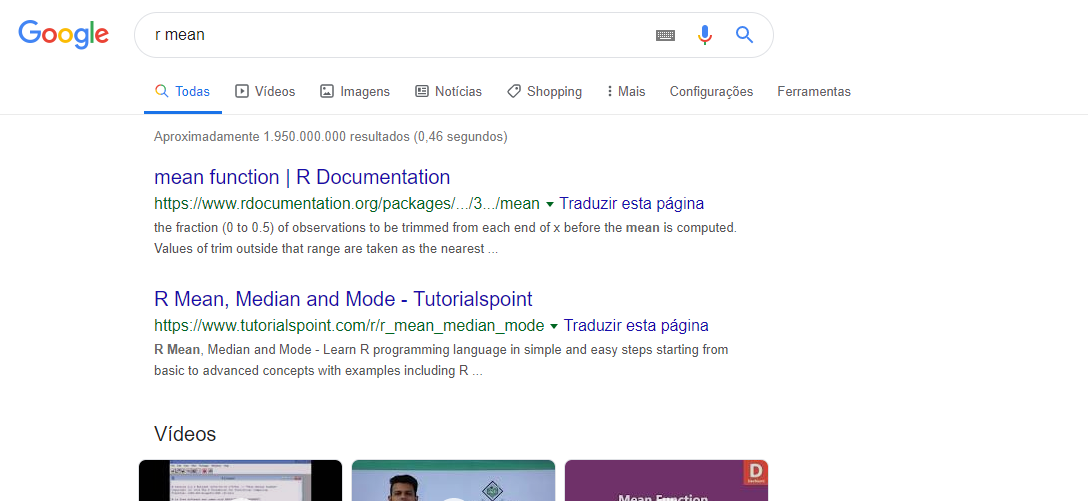 Google
r mean
Todas Vídeos Imagens Notícias Shopping Mais Configurações Ferramentas
Aproximadamente 1.950.000.000 resultados (0,46 segundos)
mean function | R Documentation
https://www.rdocumentation.org/packages/.../3.../mean Traduzir esta página
the fraction (0 to 0.5) of observations to be trimmed from each end of x before the mean is computed.
Values of trim outside that range are taken as the nearest ...
R Mean, Median and Mode - Tutorialspoint
https://www.tutorialspoint.com/r/r_mean_median_mode Traduzir esta página
R Mean, Median and Mode - Learn R programming language in simple and easy steps starting from
basic to advanced concepts with examples including R ...
Vídeos
D
Mean Function